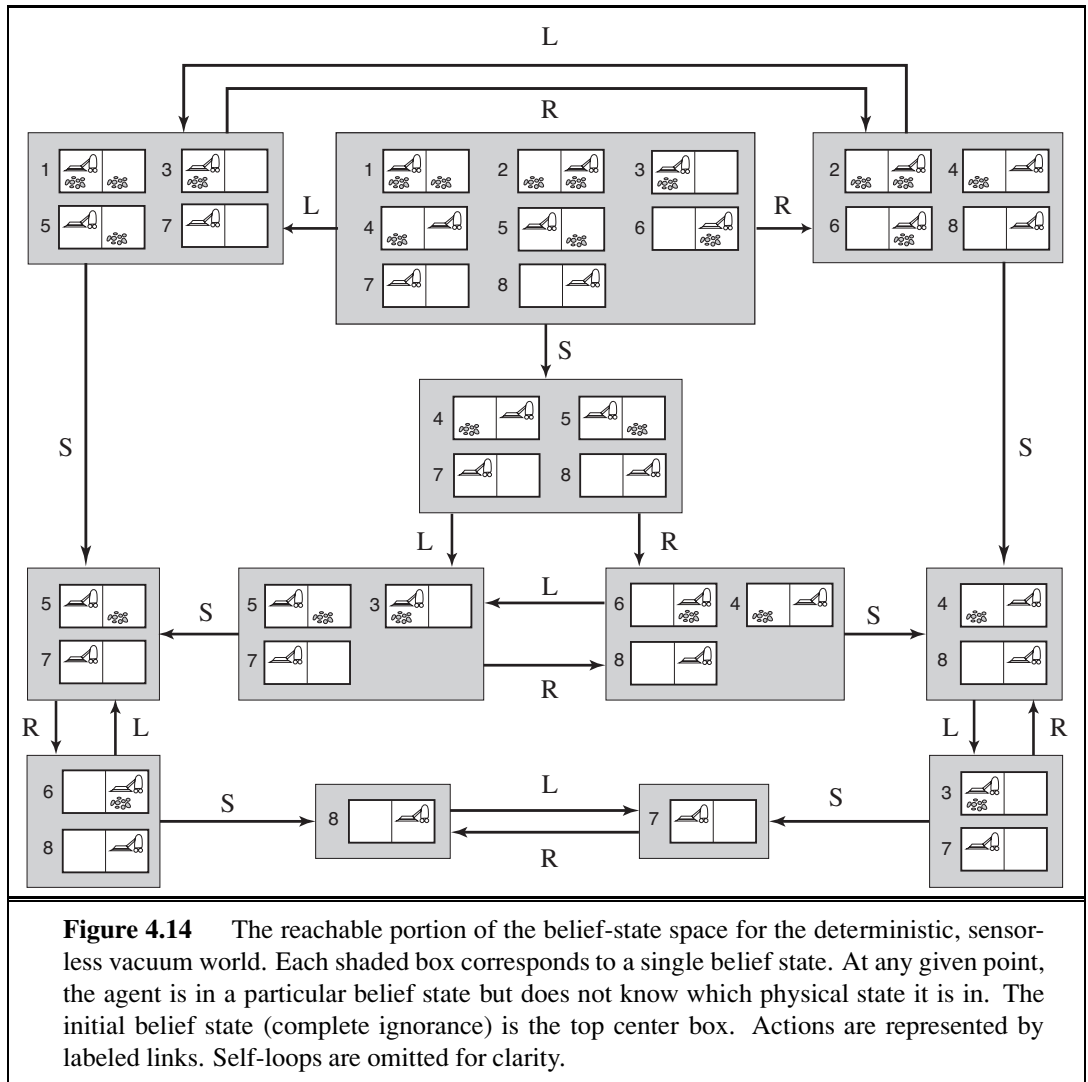 L
R
1 3
5 7
L
1 2 3
4 5 6
7 8
R
2 4
6 8
S
4 5
7 8
S
S
L R
5
7
S
5 3
7
L
R
6 4
8
S
4
8
R L
L R
6
8
S
8
L
R
7
S
3
7
Figure 4.14 The reachable portion of the belief-state space for the deterministic, sensor-
less vacuum world. Each shaded box corresponds to a single belief state. At any given point,
the agent is in a particular belief state but does not know which physical state it is in. The
initial belief state (complete ignorance) is the top center box. Actions are represented by
labeled links. Self-loops are omitted for clarity.